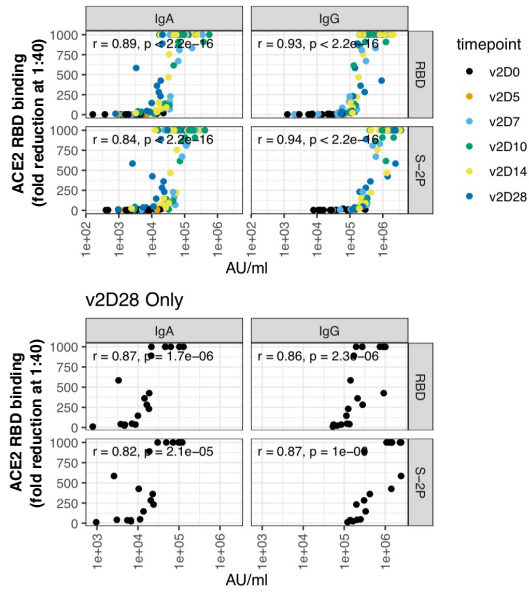 IgA
IgG
1000
r = 0.89, p < 2.2e−16
r = 0.93, p < 2.2e−16
750
500
250
0
RBD
1000
r = 0.84, p < 2.2e−16
r = 0.94, p < 2.2e−16
750
500
250
0
S−2P
ACE2 RBD binding
(fold reduction at 1:40)
1e+02
1e+03
1e+04
1e+05
1e+06
1e+02
1e+03
1e+04
1e+05
1e+06
AU/ml
timepoint
v2D0
v2D5
v2D7
v2D10
v2D14
v2D28
v2D28 Only
IgA
IgG
1000
r = 0.87, p = 1.7e−06
r = 0.86, p = 2.3e−06
750
500
250
0
RBD
1000
r = 0.82, p = 2.1e−05
r = 0.87, p = 1e−06
750
500
250
0
S−2P
ACE2 RBD binding
(fold reduction at 1:40)
1e+03
1e+04
1e+05
1e+06
1e+03
1e+04
1e+05
1e+06
AU/ml